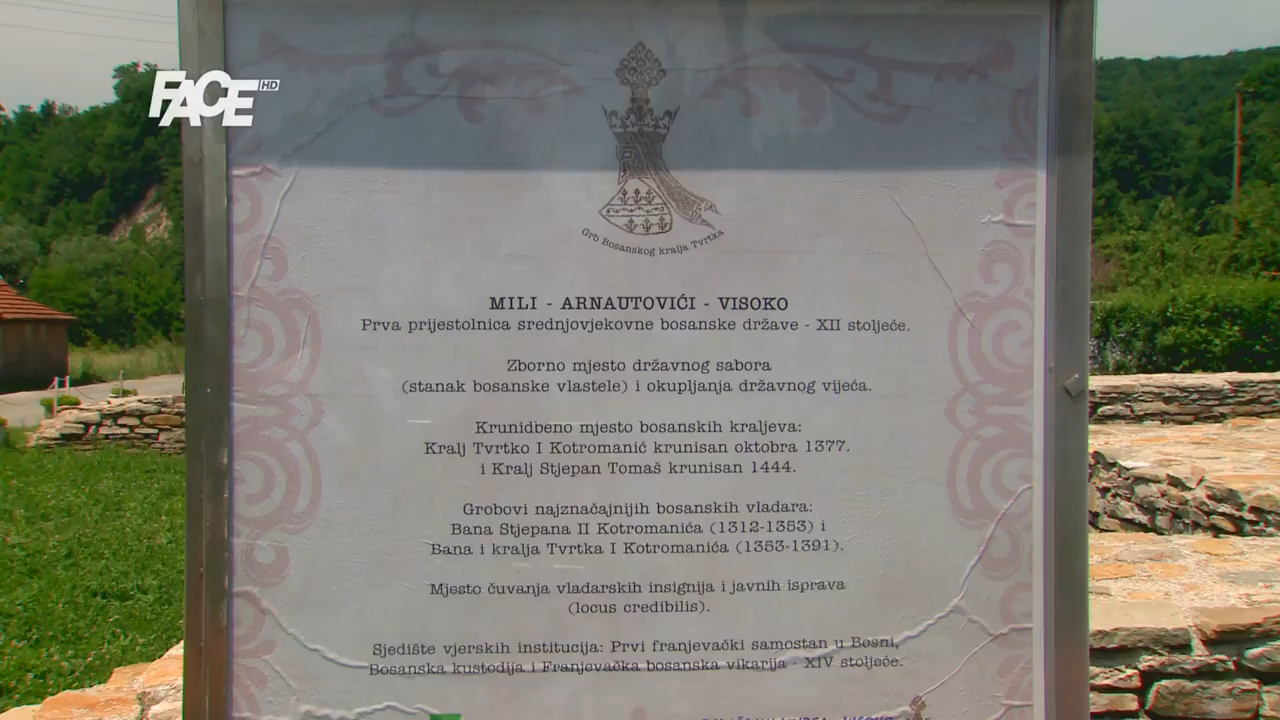 FACE HD
Grb Bosanskog kralja Tvrtka
MILI - ARNAUTOVIĆI - VISOKO
Prva prijestolnica srednjovjekovne bosanske države - XII stoljeće.
Zborno mjesto državnog sabora
(stanak bosanske vlastele) i okupljanja državnog vijeća.
Krunidbeno mjesto bosanskih kraljeva:
Kralj Tvrtko I Kotromanić krunisan oktobra 1377.
i Kralj Stjepan Tomaš krunisan 1444.
Grobovi najznačajnijih bosanskih vladara:
Bana Stjepana II Kotromanića (1312-1353) i
Bana i kralja Tvrtka I Kotromanića (1353-1391).
Mjesto čuvanja vladarskih insignija i javnih isprava
(locus credibilis).
Sjedište vjerskih institucija: Prvi franjevački samostan u Bosni,
Bosanska kustodija i Franjevačka bosanska vikarija - XIV stoljeće.